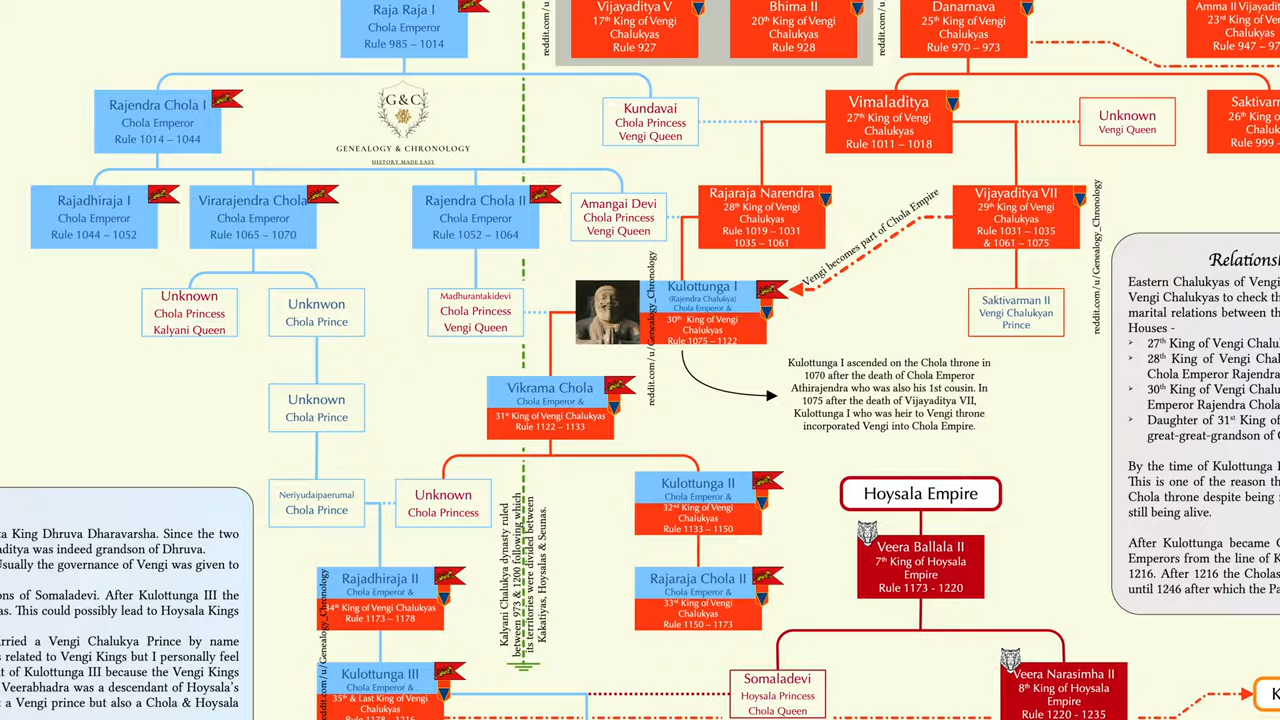 Raja Raja I
Chola Emperor
Rule 985 – 1014
Vijayaditya V
17th King of Vengi
Chalukyas
Rule 927
Bhima II
20th King of Vengi
Chalukyas
Rule 928
Danarnava
25th King of Vengi
Chalukyas
Rule 970 – 973
Amma II
23rd King of
Chalukyas
Rule 947 –
reddit.com/u
reddit.com/u
Rajendra Chola I
Chola Emperor
Rule 1014 – 1044
G&C
GENEALOGY & CHRONOLOGY
HISTORY MADE EASY
Kundavai
Chola Princess
Vengi Queen
Vimaladitya
27th King of Vengi
Chalukyas
Rule 1011 – 1018
Unknown
Vengi Queen
26th King of
Rule 999 –
Rajadhiraja I
Chola Emperor
Rule 1044 – 1052
Virarajendra Chola
Chola Emperor
Rule 1065 – 1070
Rajendra Chola II
Chola Emperor
Rule 1052 – 1064
Amangai Devi
Chola Princess
Vengi Queen
Rajaraja Narendra
28th King of Vengi
Chalukyas
Rule 1019 – 1031
1035 – 1061
Vengi becomes part of Chola Empire
Vijayaditya VII
29th King of Vengi
Chalukyas
Rule 1031 – 1035
& 1061 – 1075
reddit.com/u/Genealogy_Chronology
Unknown
Chola Princess
Kalyani Queen
Unknwon
Chola Prince
Madhurantakidevi
Chola Princess
Vengi Queen
reddit.com/u/Genealogy_Chronology
Kulottunga I
(Rajendra Chalukya)
Chola Emperor &
30th King of Vengi
Chalukyas
Rule 1075 – 1122
Saktivarman II
Vengi Chalukyan
Prince
Kulottunga I ascended on the Chola throne in
1070 after the death of Chola Emperor
Athirajendra who was also his 1st cousin. In
1075 after the death of Vijayaditya VII,
Kulottunga I who was heir to Vengi throne
incorporated Vengi into Chola Empire.
Eastern Chalukyas of Vengi
Vengi Chalukyas to check th
marital relations between th
Houses -
27th King of Vengi
28th King of Vengi
Chola Emperor
30th King of Vengi
Emperor Rajendra
Daughter of 31st King of
great-great-grandson of
By the time of Kulottunga
This is one of the reason
Chola throne despite being
still being alive.
After Kulottunga became
Emperors from the line of
1216. After 1216 the Cholas
until 1246 after which the
Vikrama Chola
Chola Emperor &
31st King of Vengi Chalukyas
Rule 1122 – 1133
Unknown
Chola Prince
Neriyudaipaerumal
Chola Prince
Unknown
Chola Princess
Kulottunga II
Chola Emperor &
32nd King of Vengi
Chalukyas
Rule 1133 – 1150
Hoysala Empire
Veera Ballala II
7th King of Hoysala
Empire
Rule 1173 - 1220
Kalyani Chalukya dynasty ruled
between 973 & 1200 following which
its territories were divided between
Kakatiyas, Hoysalas & Seunas.
Rajadhiraja II
Chola Emperor &
34th King of Vengi Chalukyas
Rule 1173 – 1178
reddit.com/u/Genealogy_Chronology
Rajaraja Chola II
Chola Emperor &
33rd King of Vengi
Chalukyas
Rule 1150 – 1173
King Dhruva Dharavarsha. Since the two
was indeed grandson of Dhruva.
Usually the governance of Vengi was given to
of Somaladevi. After Kulottunga III the
This could possibly lead to Hoysala Kings
a Vengi Chalukya Prince by name
related to Vengi Kings but I personally feel
of Kulottunga III because the Vengi Kings
Veerabhadra was a descendant of Hoysala's
a Vengi prince but also a Chola & Hoysala
Kulottunga III
Chola Emperor &
35th & Last King of Vengi
Chalukyas
Rule 1178 – 1216
Somaladevi
Hoysala Princess
Chola Queen
Veera Narasimha II
8th King of Hoysala
Empire
Rule 1220 - 1235
K